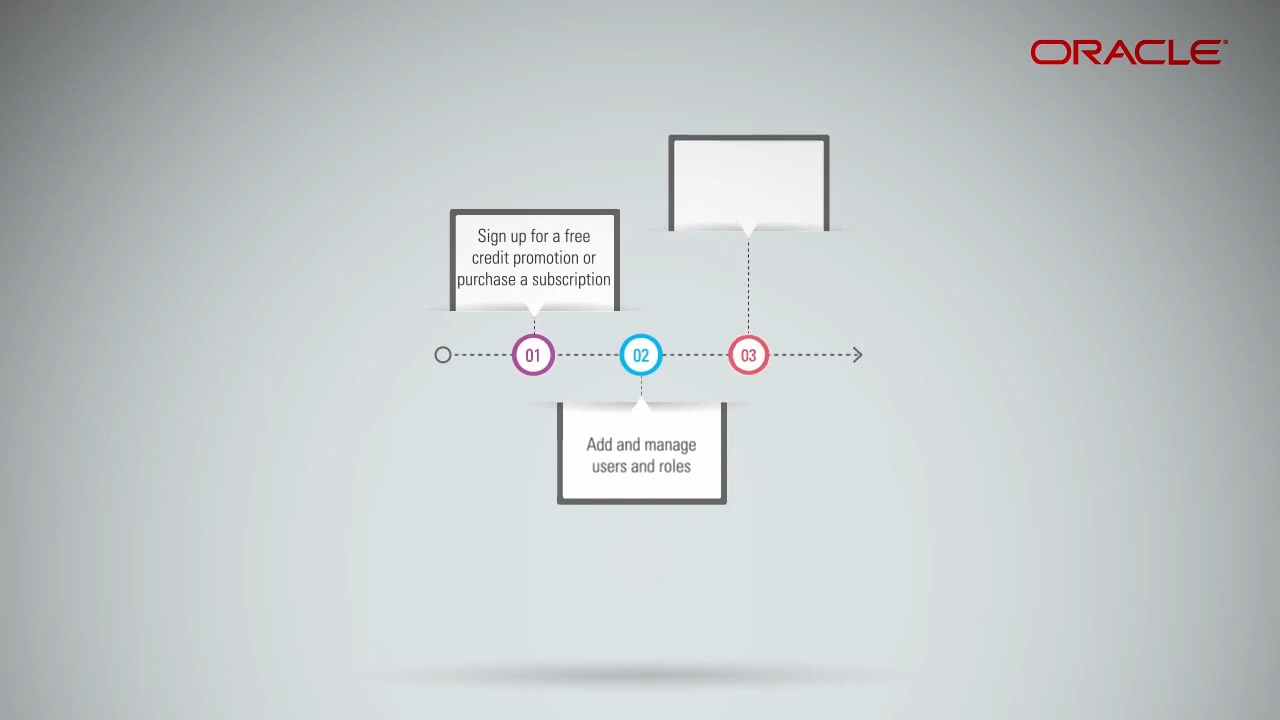 ORACLE
Sign up for a free
credit promotion or
purchase a subscription
01
02
03
Add and manage
users and roles